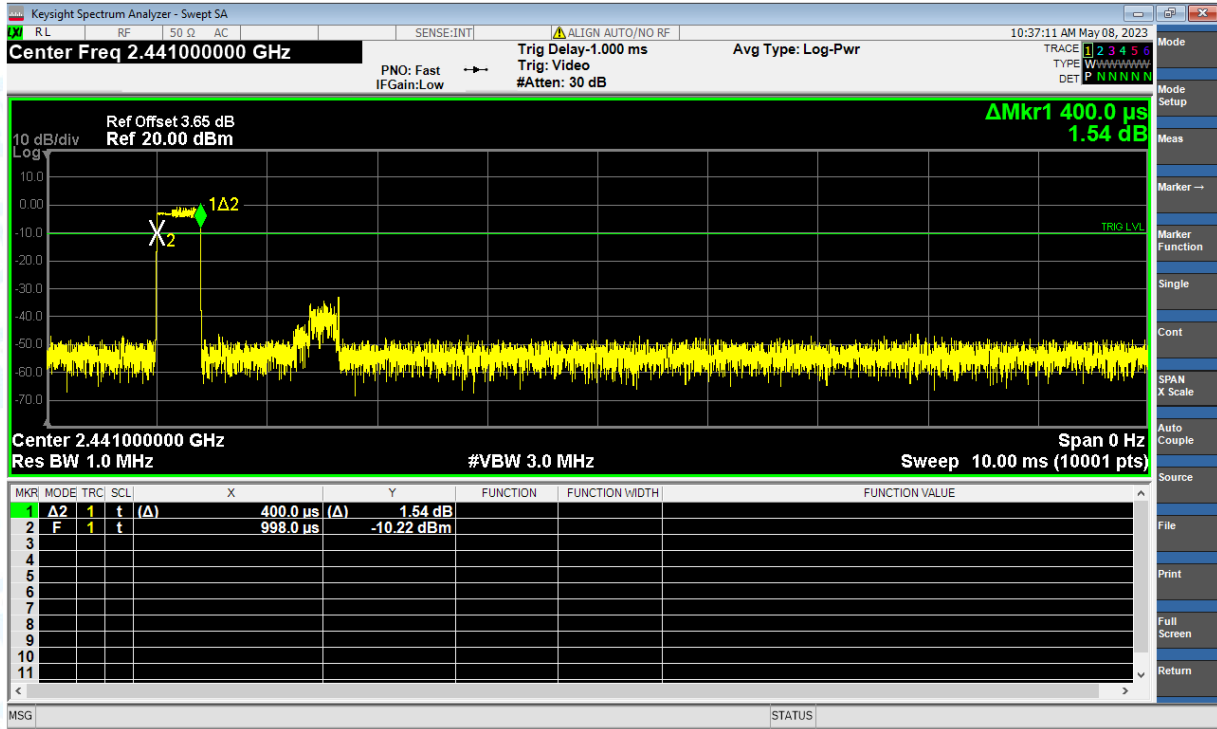 Keysight Spectrum Analyzer - Swept SA
LXI RL RF 50 Ω AC SENSE:INT ALIGN AUTO/NO RF 10:37:11 AM May 08, 2023
Center Freq 2.441000000 GHz
PNO: Fast
IFGain:Low
Trig Delay-1.000 ms
Trig: Video
#Atten: 30 dB
Avg Type: Log-Pwr
TRACE 1 2 3 4 5 6
TYPE WWWWWW
DET P N N N N N
ΔMkr1 400.0 µs
1.54 dB
Ref Offset 3.65 dB
10 dB/div Ref 20.00 dBm
Log
10.0
0.00
-10.0
-20.0
-30.0
-40.0
-50.0
-60.0
-70.0
1Δ2
2
TRIG LVL
Center 2.441000000 GHz Span 0 Hz
Res BW 1.0 MHz #VBW 3.0 MHz Sweep 10.00 ms (10001 pts)
MKR MODE TRC SCL X Y FUNCTION FUNCTION WIDTH FUNCTION VALUE
1 Δ2 1 t (Δ) 400.0 µs (Δ) 1.54 dB
2 F 1 t 998.0 µs -10.22 dBm
3
4
5
6
7
8
9
10
11
MSG STATUS
Mode
Mode
Setup
Meas
Marker →
Marker
Function
Single
Cont
SPAN
X Scale
Auto
Couple
Source
File
Print
Full
Screen
Return